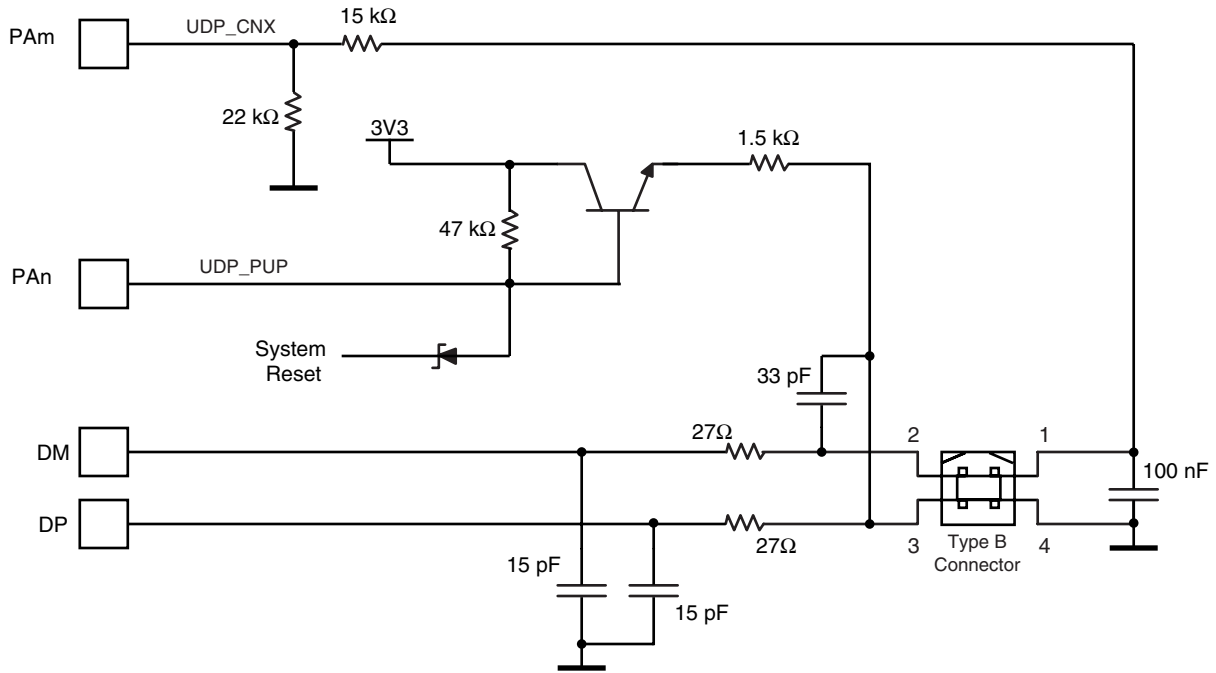 15 kΩ
PAm
UDP_CNX
22 kΩ
3V3
1.5 kΩ
47 kΩ
PAn
UDP_PUP
System
Reset
33 pF
DM
27Ω
2
1
100 nF
DP
27Ω
3
Type B
Connector
4
15 pF
15 pF